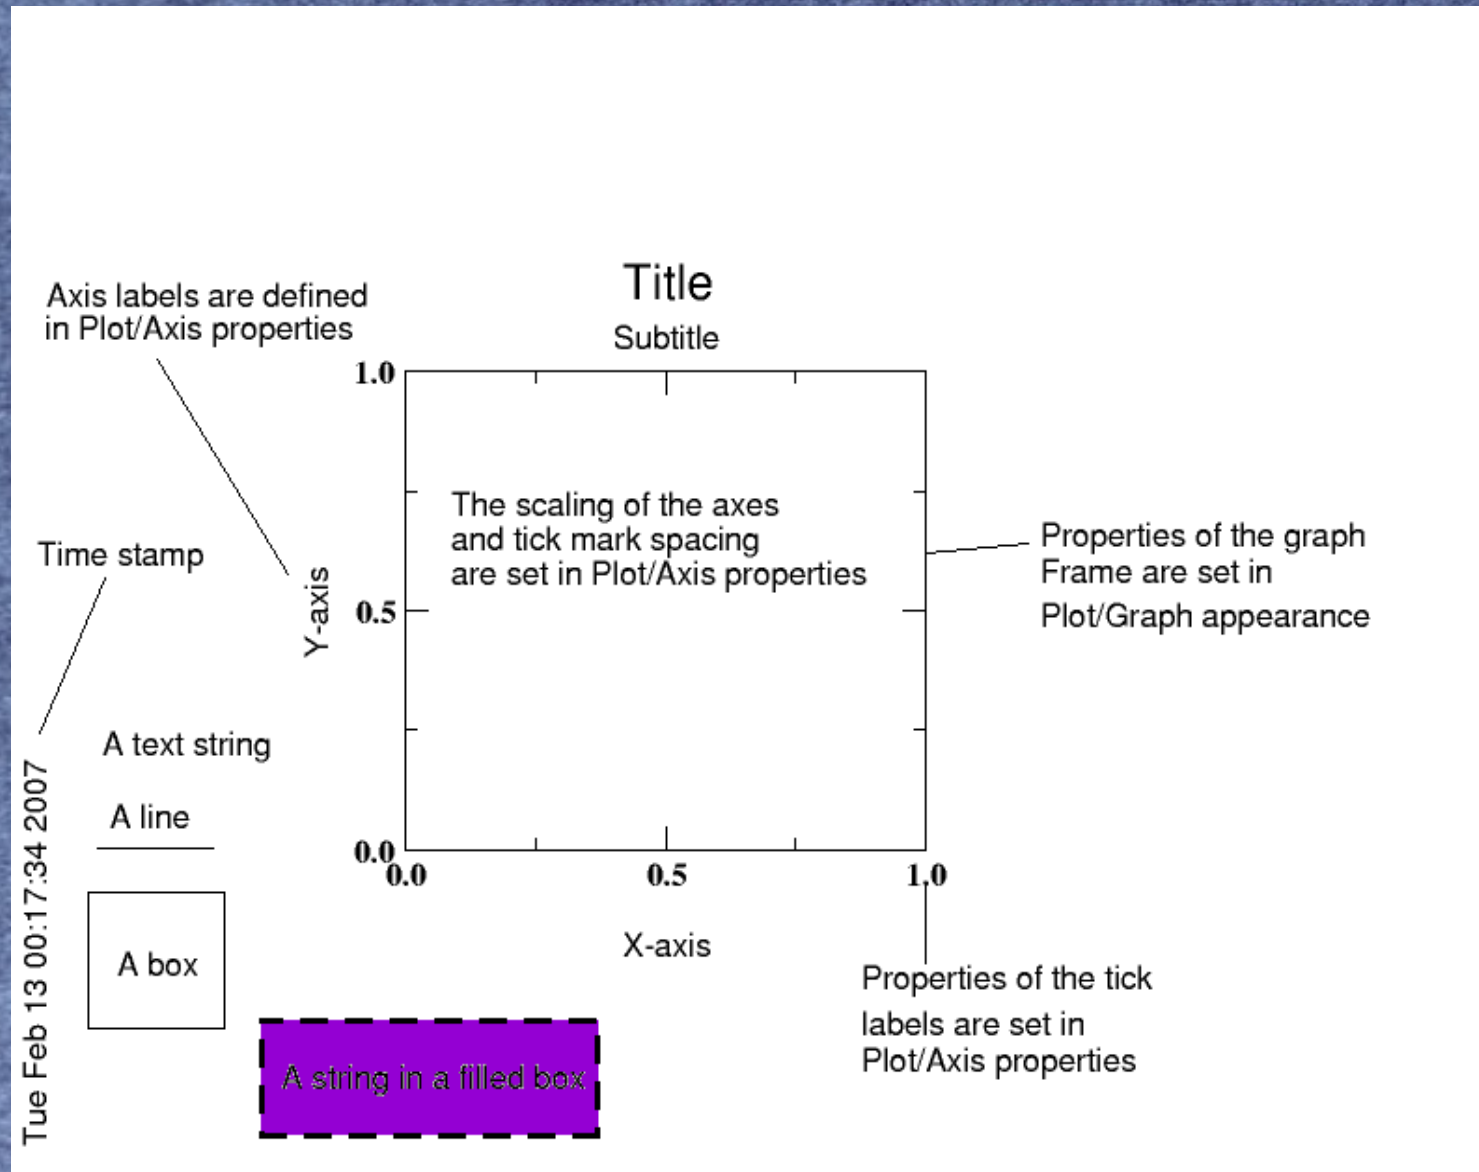 Title
Subtitle
Axis labels are defined
in Plot/Axis properties
1.0
The scaling of the axes
and tick mark spacing
are set in Plot/Axis properties
Properties of the graph
Frame are set in
Plot/Graph appearance
Time stamp
Y-axis
0.5
A text string
A line
0.0
0.0
0.5
1.0
X-axis
A box
Properties of the tick
labels are set in
Plot/Axis properties
A string in a filled box
Tue Feb 13 00:17:34 2007